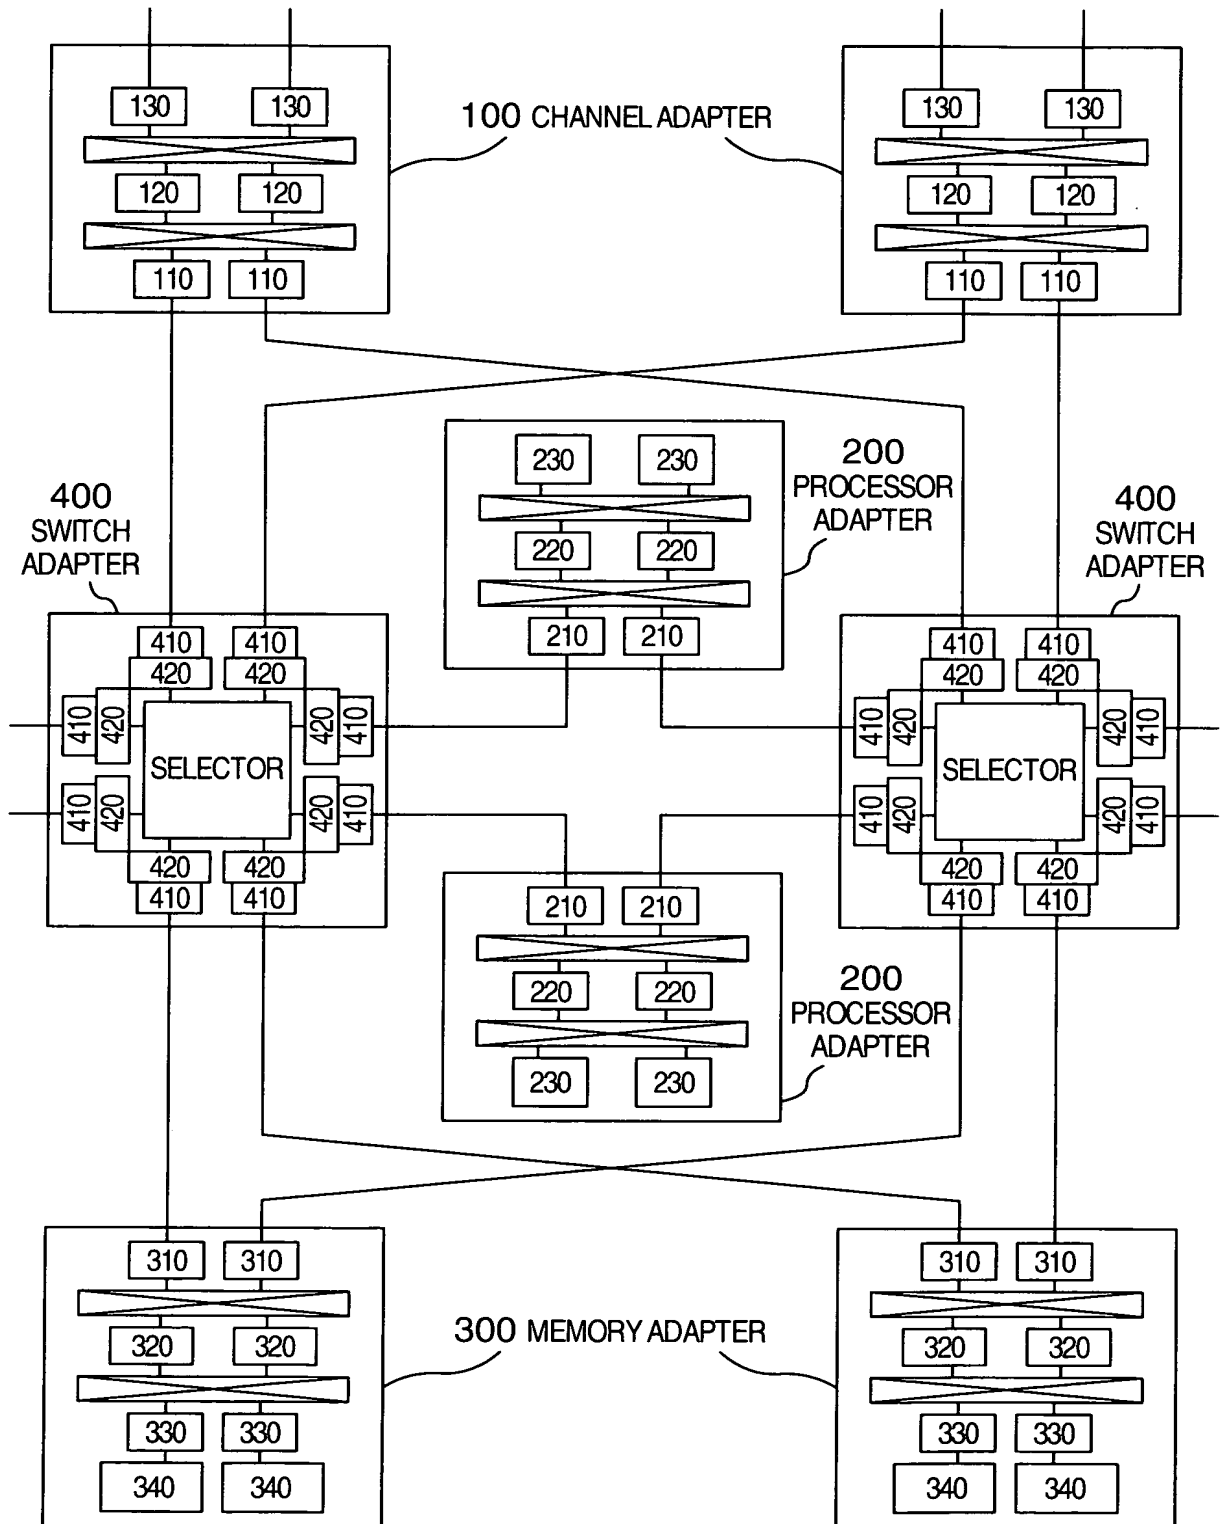 130 130 130 130
100 CHANNEL ADAPTER
120 120 120 120
110 110 110 110
230 230
200
PROCESSOR
ADAPTER
400
SWITCH
ADAPTER
400
SWITCH
ADAPTER
220 220
210 210
410 410 410 410
420 420 420 420
410 420 420 410 410 420 420 410
SELECTOR SELECTOR
410 420 420 410 410 420 420 410
420 420 420 420
410 410 410 410
210 210
220 220
200
PROCESSOR
ADAPTER
230 230
310 310 310 310
300 MEMORY ADAPTER
320 320 320 320
330 330 330 330
340 340 340 340